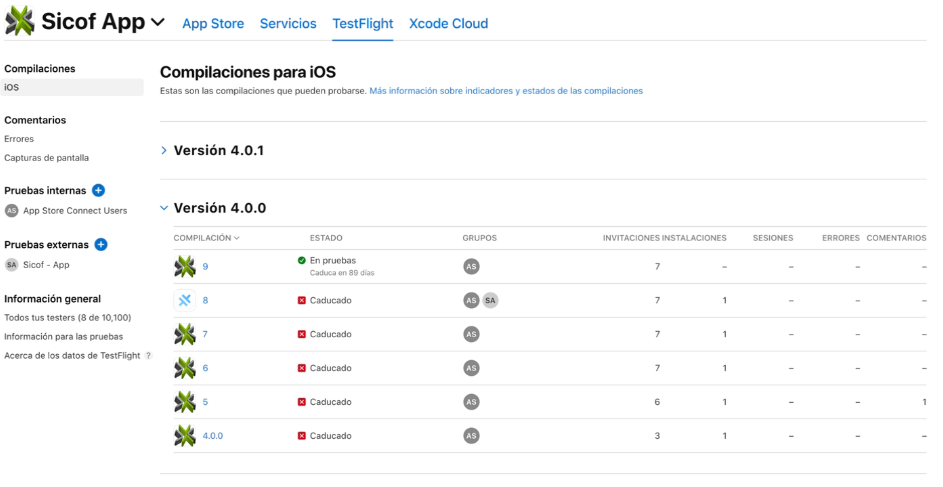 Sicof App
App Store Servicios TestFlight Xcode Cloud
Compilaciones
iOS
Comentarios
Errores
Capturas de pantalla
Pruebas internas
AS App Store Connect Users
Pruebas externas
SA Sicof - App
Información general
Todos tus testers (8 de 10,100)
Información para las pruebas
Acerca de los datos de TestFlight ?
Compilaciones para iOS
Estas son las compilaciones que pueden probarse. Más información sobre indicadores y estados de las compilaciones
Versión 4.0.1
Versión 4.0.0
COMPILACIÓN ESTADO GRUPOS INVITACIONES INSTALACIONES SESIONES ERRORES COMENTARIOS
9 En pruebas AS 7 – – – –
Caduca en 89 días
8 Caducado AS SA 7 1 – – –
7 Caducado AS 7 1 – – –
6 Caducado AS 7 1 – – –
5 Caducado AS 6 1 – – 1
4.0.0 Caducado AS 3 1 – – –